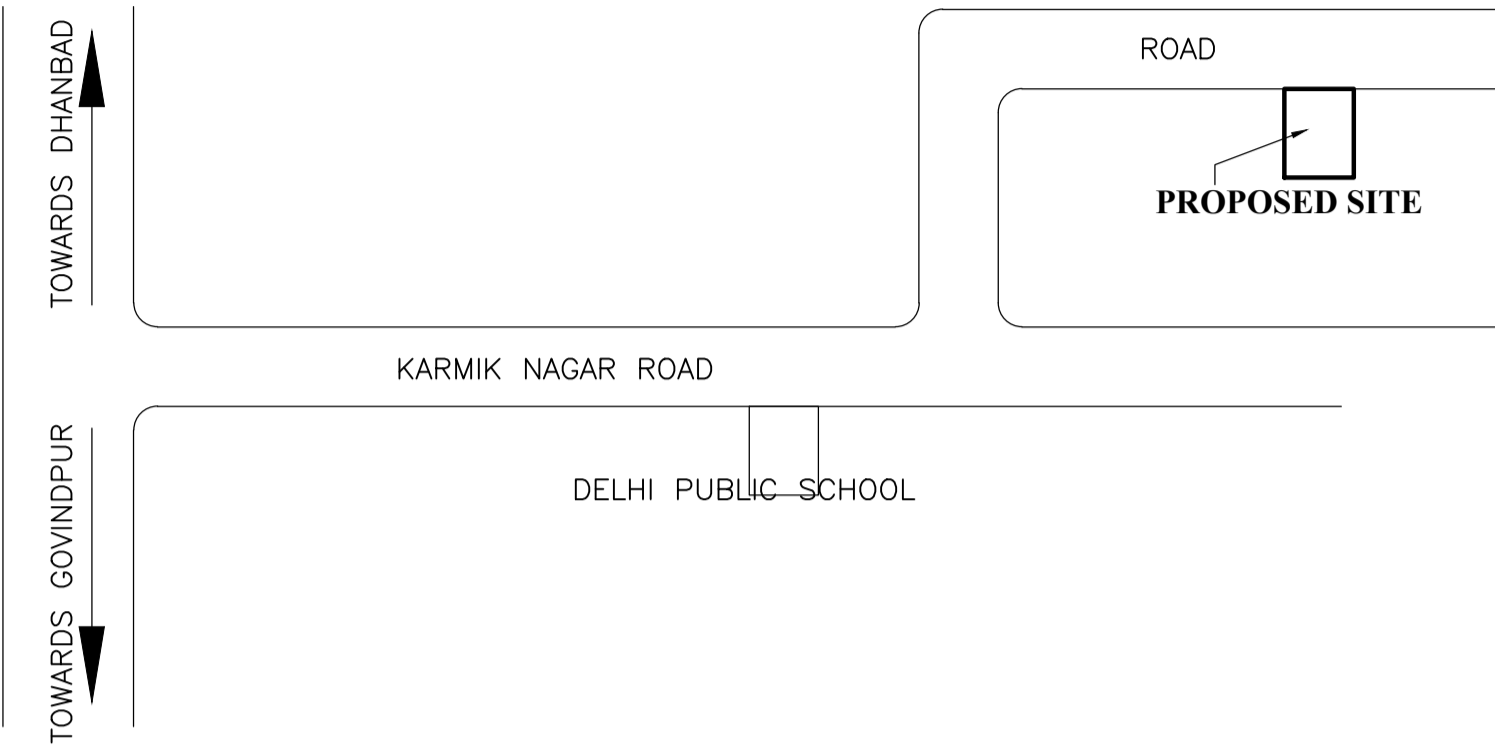 TOWARDS DHANBAD
ROAD
PROPOSED SITE
KARMIK NAGAR ROAD
DELHI PUBLIC SCHOOL
TOWARDS GOVINDPUR